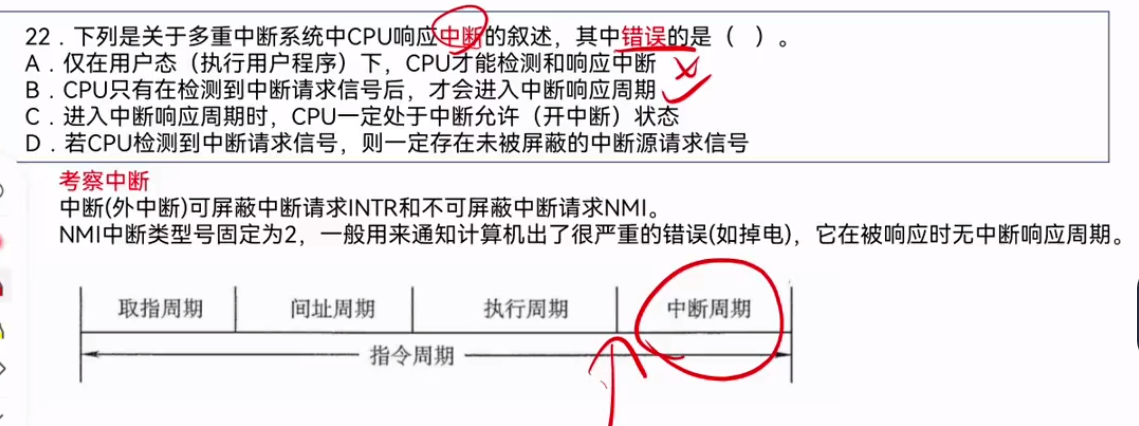 22．下列是关于多重中断系统中CPU响应中断的叙述，其中错误的是（ ）。
A．仅在用户态（执行用户程序）下，CPU才能检测和响应中断
B．CPU只有在检测到中断请求信号后，才会进入中断响应周期
C．进入中断响应周期时，CPU一定处于中断允许（开中断）状态
D．若CPU检测到中断请求信号，则一定存在未被屏蔽的中断源请求信号
考察中断
中断(外中断)可屏蔽中断请求INTR和不可屏蔽中断请求NMI。
NMI中断类型号固定为2，一般用来通知计算机出了很严重的错误(如掉电)，它在被响应时无中断响应周期。
取指周期 间址周期 执行周期 中断周期
指令周期